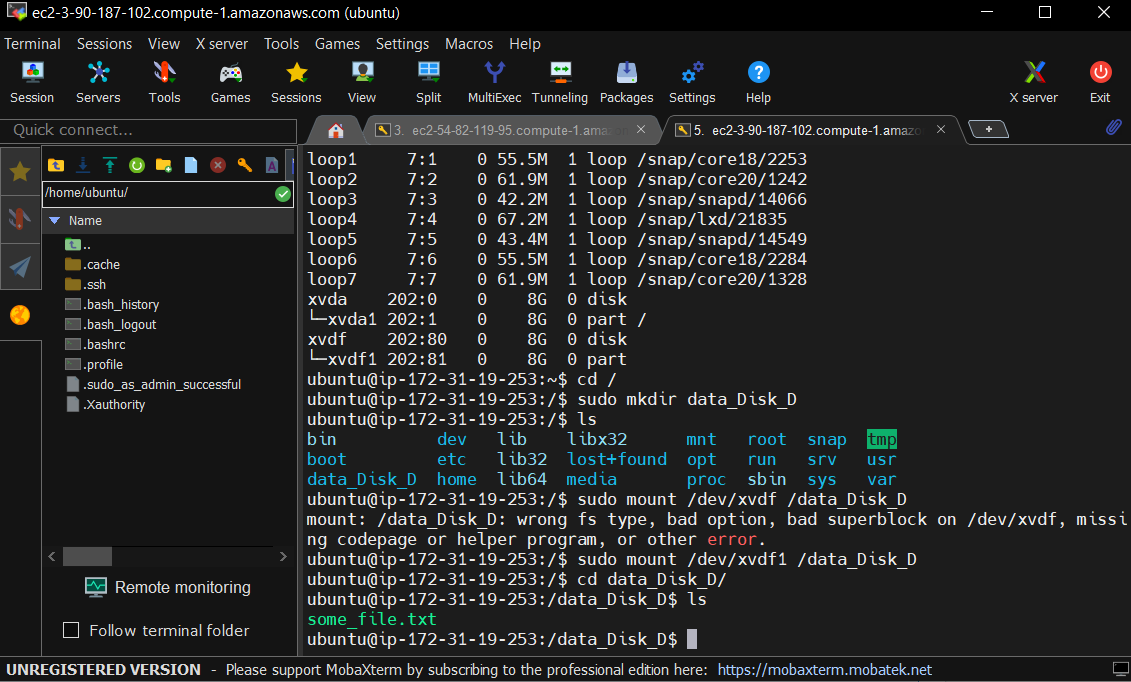 ec2-3-90-187-102.compute-1.amazonaws.com (ubuntu)
Terminal Sessions View X server Tools Games Settings Macros Help
Session Servers Tools Games Sessions View Split MultiExec Tunneling Packages Settings Help X server Exit
Quick connect...
3. ec2-54-82-119-95.compute-1.amazo
5. ec2-3-90-187-102.compute-1.amazo
/home/ubuntu/
Name
..
.cache
.ssh
.bash_history
.bash_logout
.bashrc
.profile
.sudo_as_admin_successful
.Xauthority
Remote monitoring
Follow terminal folder
loop1 7:1 0 55.5M 1 loop /snap/core18/2253
loop2 7:2 0 61.9M 1 loop /snap/core20/1242
loop3 7:3 0 42.2M 1 loop /snap/snapd/14066
loop4 7:4 0 67.2M 1 loop /snap/lxd/21835
loop5 7:5 0 43.4M 1 loop /snap/snapd/14549
loop6 7:6 0 55.5M 1 loop /snap/core18/2284
loop7 7:7 0 61.9M 1 loop /snap/core20/1328
xvda 202:0 0 8G 0 disk
└─xvda1 202:1 0 8G 0 part /
xvdf 202:80 0 8G 0 disk
└─xvdf1 202:81 0 8G 0 part
ubuntu@ip-172-31-19-253:~$ cd /
ubuntu@ip-172-31-19-253:/$ sudo mkdir data_Disk_D
ubuntu@ip-172-31-19-253:/$ ls
bin dev lib libx32 mnt root snap tmp
boot etc lib32 lost+found opt run srv usr
data_Disk_D home lib64 media proc sbin sys var
ubuntu@ip-172-31-19-253:/$ sudo mount /dev/xvdf /data_Disk_D
mount: /data_Disk_D: wrong fs type, bad option, bad superblock on /dev/xvdf, missi
ng codepage or helper program, or other error.
ubuntu@ip-172-31-19-253:/$ sudo mount /dev/xvdf1 /data_Disk_D
ubuntu@ip-172-31-19-253:/$ cd data_Disk_D/
ubuntu@ip-172-31-19-253:/data_Disk_D$ ls
some_file.txt
ubuntu@ip-172-31-19-253:/data_Disk_D$
UNREGISTERED VERSION - Please support MobaXterm by subscribing to the professional edition here: https://mobaxterm.mobatek.net